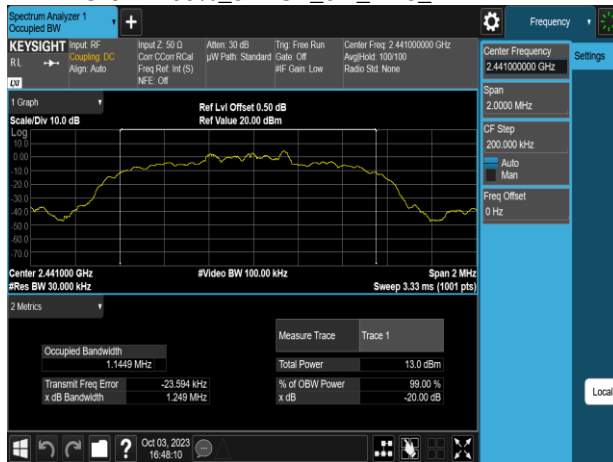 Spectrum Analyzer 1
Occupied BW
Frequency
KEYSIGHT
RL
LXI
Input: RF
Coupling: DC
Align: Auto
Input Z: 50 Ω
Corr CCorr RCal
Freq Ref: Int (S)
NFE: Off
Atten: 30 dB
µW Path: Standard
Trig: Free Run
Gate: Off
#IF Gain: Low
Center Freq: 2.441000000 GHz
Avg|Hold: 100/100
Radio Std: None
Center Frequency
2.441000000 GHz
Settings
Span
2.0000 MHz
CF Step
200.000 kHz
Auto
Man
Freq Offset
0 Hz
Local
1 Graph
Scale/Div 10.0 dB
Ref Lvl Offset 0.50 dB
Ref Value 20.00 dBm
Log
10.0
0.00
-10.0
-20.0
-30.0
-40.0
-50.0
-60.0
-70.0
Center 2.441000 GHz
#Res BW 30.000 kHz
#Video BW 100.00 kHz
Span 2 MHz
Sweep 3.33 ms (1001 pts)
2 Metrics
Measure Trace Trace 1
Occupied Bandwidth
1.1449 MHz
Total Power 13.0 dBm
Transmit Freq Error -23.594 kHz
% of OBW Power 99.00 %
x dB Bandwidth 1.249 MHz
x dB -20.00 dB
?
Oct 03, 2023
16:48:10